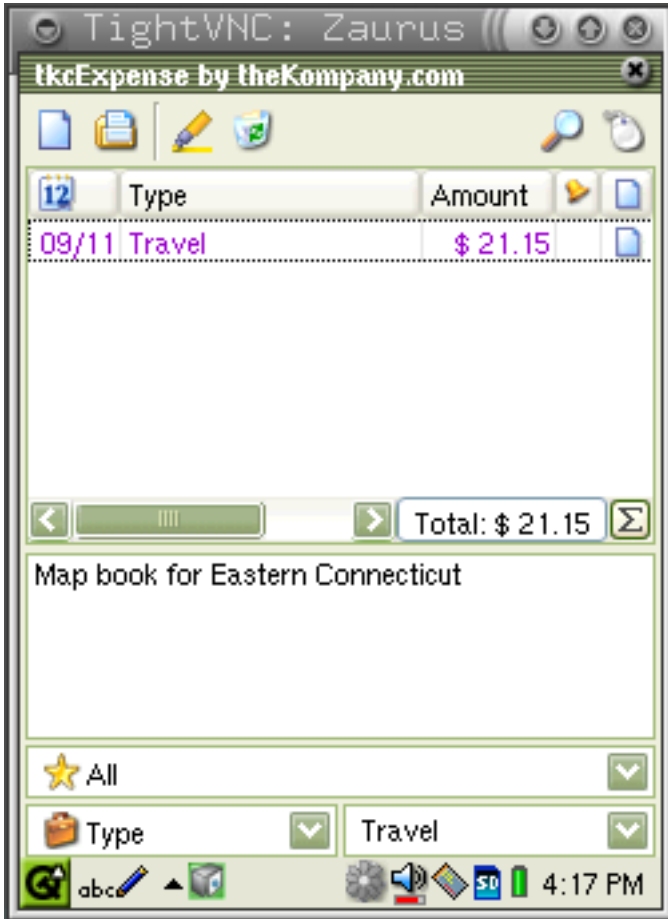 TightVNC: Zaurus
tkcExpense by theKompany.com
12 Type Amount
09/11 Travel $ 21.15
Total: $ 21.15 Σ
Map book for Eastern Connecticut
All
Type Travel
abc SD 4:17 PM